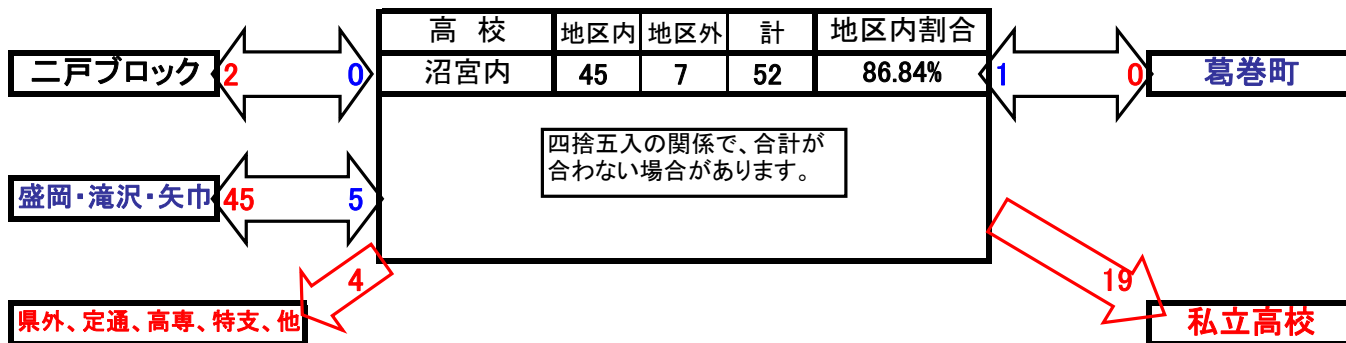 高 校 地区内 地区外 計 地区内割合
沼宮内 45 7 52 86.84%
二戸ブロック 2 0
1 0 葛巻町
四捨五入の関係で、合計が
合わない場合があります。
盛岡・滝沢・矢巾 45 5
4
19
県外、定通、高専、特支、他
私立高校